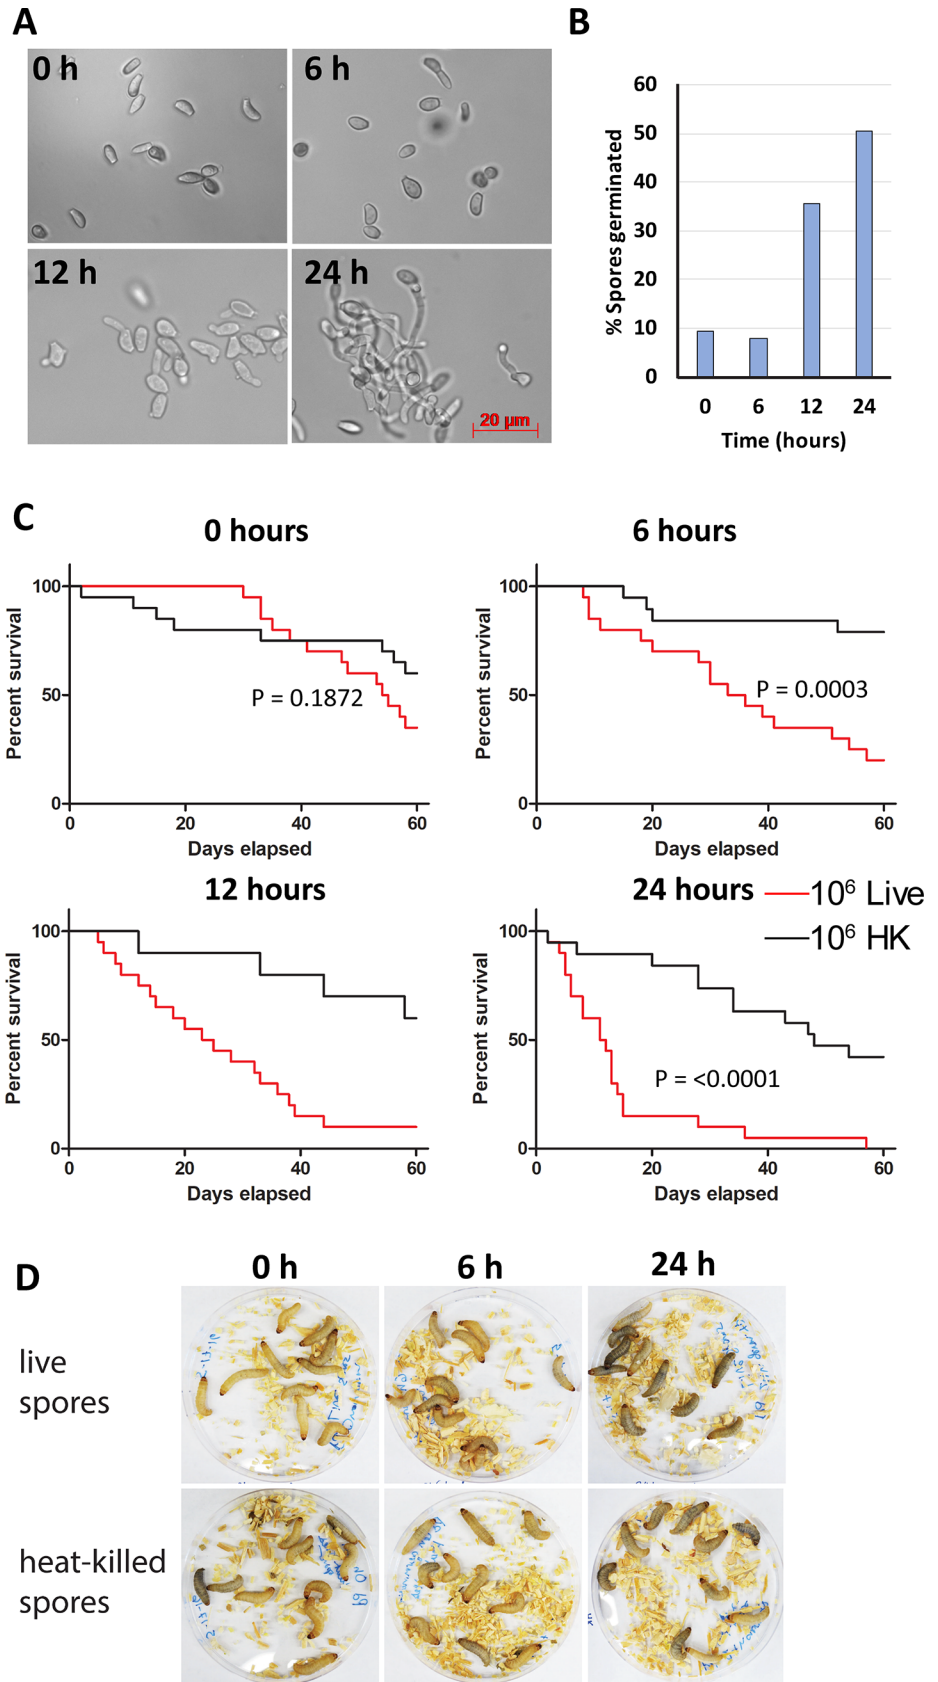 A
0 h
6 h
12 h
24 h
20 µm
B
% Spores germinated
60
50
40
30
20
10
0
0 6 12 24
Time (hours)
C
0 hours
Percent survival
100
50
0
P = 0.1872
0 20 40 60
Days elapsed
6 hours
Percent survival
100
50
0
P = 0.0003
0 20 40 60
Days elapsed
12 hours
Percent survival
100
50
0
0 20 40 60
Days elapsed
24 hours
10⁶ Live
10⁶ HK
Percent survival
100
50
0
P = <0.0001
0 20 40 60
Days elapsed
D
0 h 6 h 24 h
live
spores
heat-killed
spores